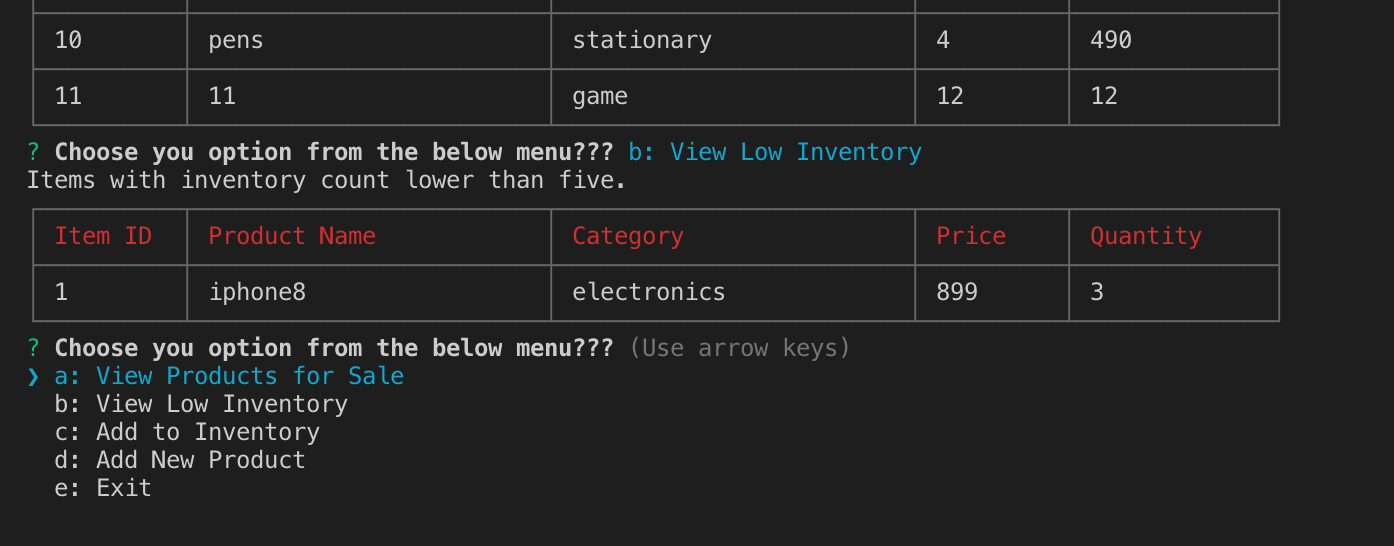 10 pens stationary 4 490
11 11 game 12 12
? Choose you option from the below menu??? b: View Low Inventory
Items with inventory count lower than five.
Item ID Product Name Category Price Quantity
1 iphone8 electronics 899 3
? Choose you option from the below menu??? (Use arrow keys)
❯ a: View Products for Sale
b: View Low Inventory
c: Add to Inventory
d: Add New Product
e: Exit